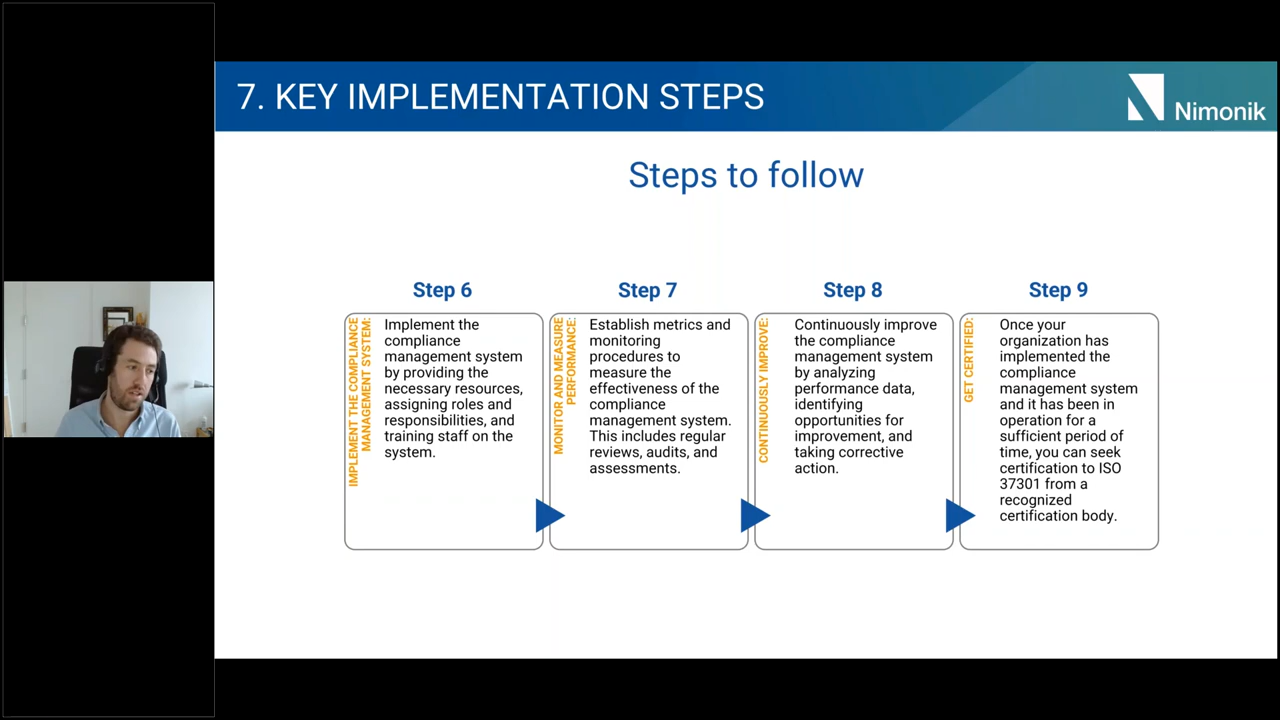 7. KEY IMPLEMENTATION STEPS
Nimonik
Steps to follow
Step 6
IMPLEMENT THE COMPLIANCE
MANAGEMENT SYSTEM:
Implement the
compliance
management system
by providing the
necessary resources,
assigning roles and
responsibilities, and
training staff on the
system.
Step 7
MONITOR AND MEASURE
PERFORMANCE:
Establish metrics and
monitoring
procedures to
measure the
effectiveness of the
compliance
management system.
This includes regular
reviews, audits, and
assessments.
Step 8
CONTINUOUSLY IMPROVE:
Continuously improve
the compliance
management system
by analyzing
performance data,
identifying
opportunities for
improvement, and
taking corrective
action.
Step 9
GET CERTIFIED:
Once your
organization has
implemented the
compliance
management system
and it has been in
operation for a
sufficient period of
time, you can seek
certification to ISO
37301 from a
recognized
certification body.